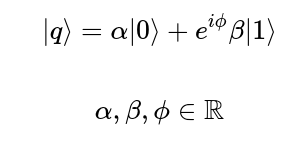 |q⟩ = α|0⟩ + e^{iϕ}β|1⟩
α, β, ϕ ∈ ℝ